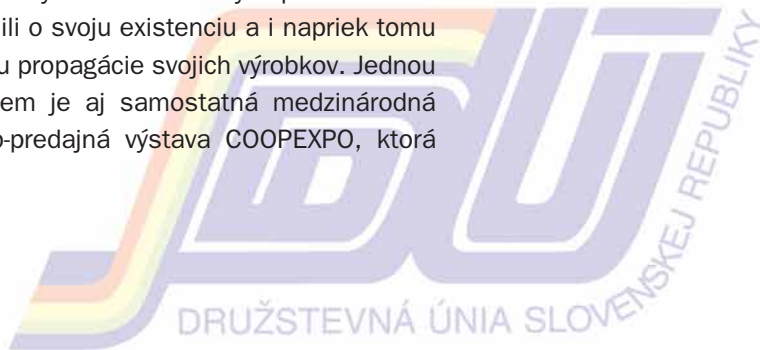 ili o svoju existenciu a i napriek tomu
u propagácie svojich výrobkov. Jednou
em je aj samostatná medzinárodná
o-predajná výstava COOPEXPO, ktorá
DÚ
DRUŽSTEVNÁ ÚNIA SLOVENSKEJ REPUBLIKY